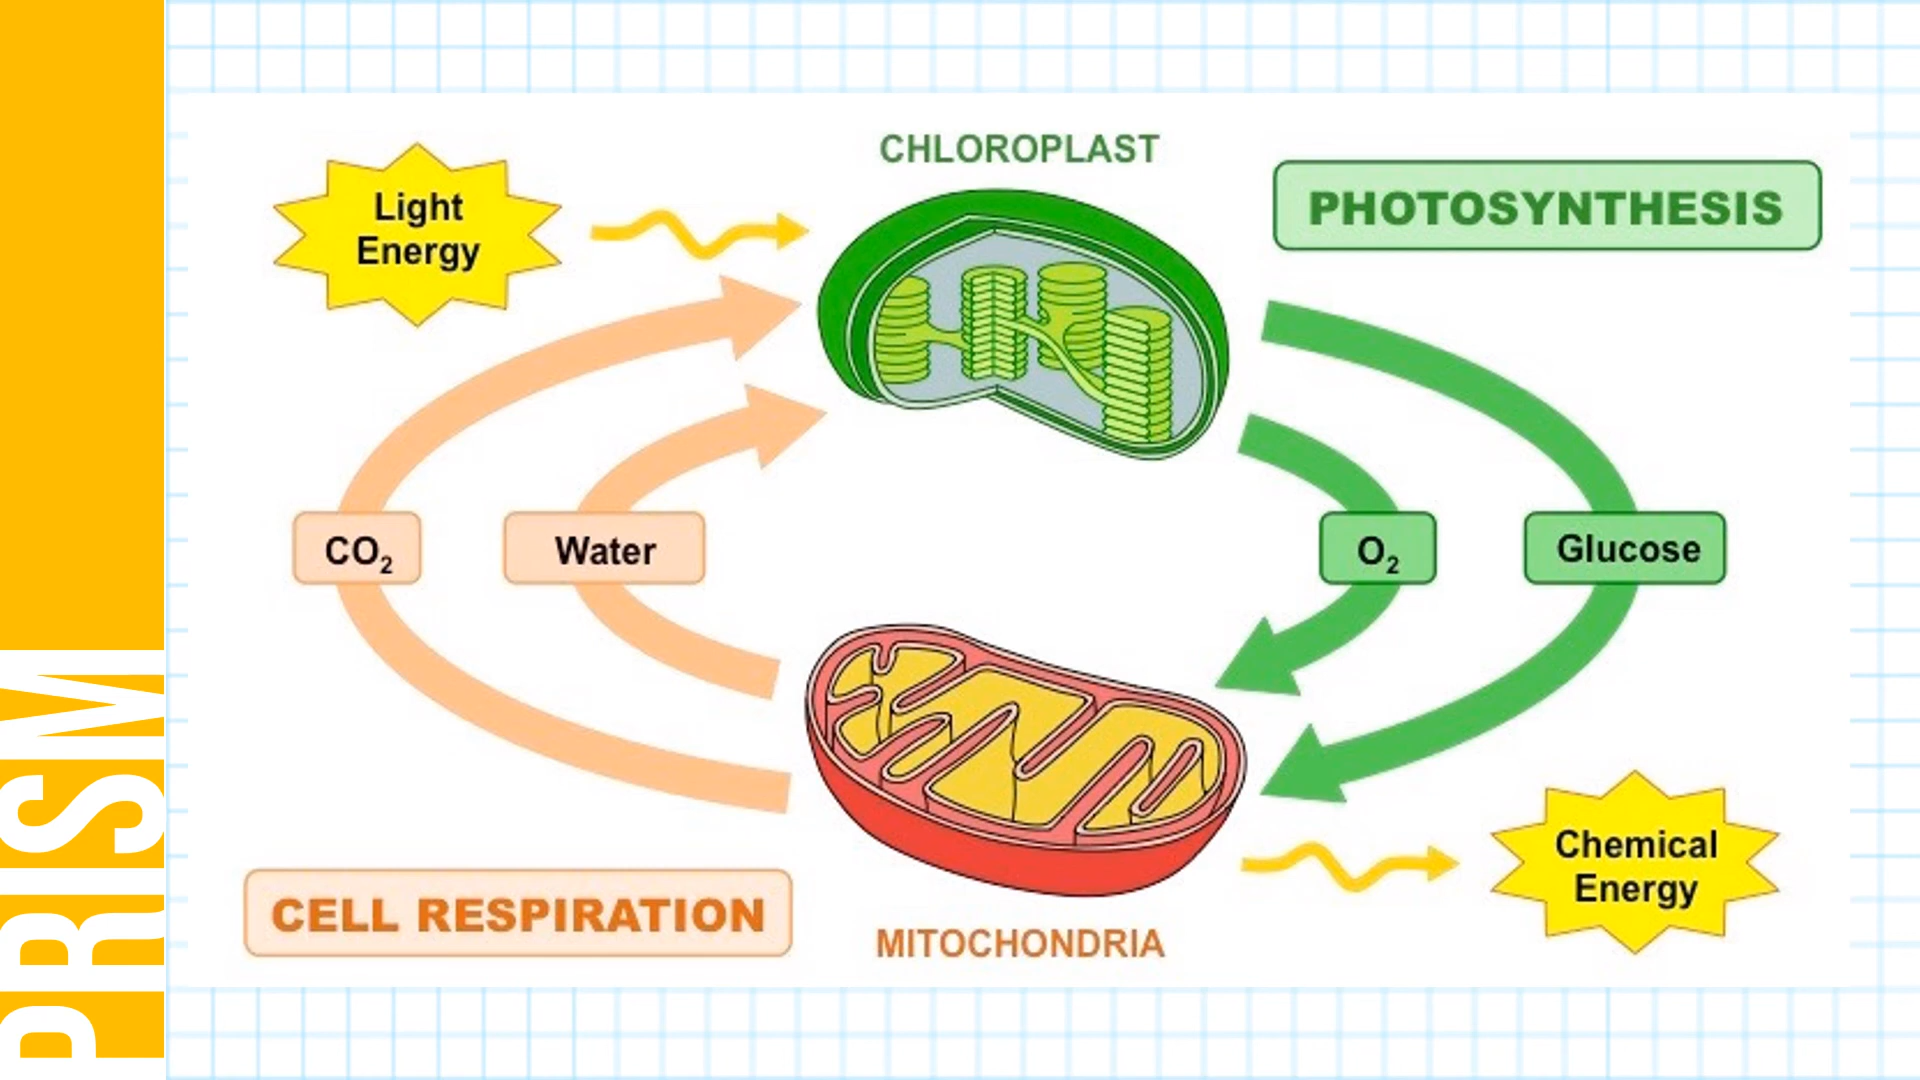 PRISM
CHLOROPLAST
Light
Energy
PHOTOSYNTHESIS
CO₂
Water
O₂
Glucose
Chemical
Energy
CELL RESPIRATION
MITOCHONDRIA